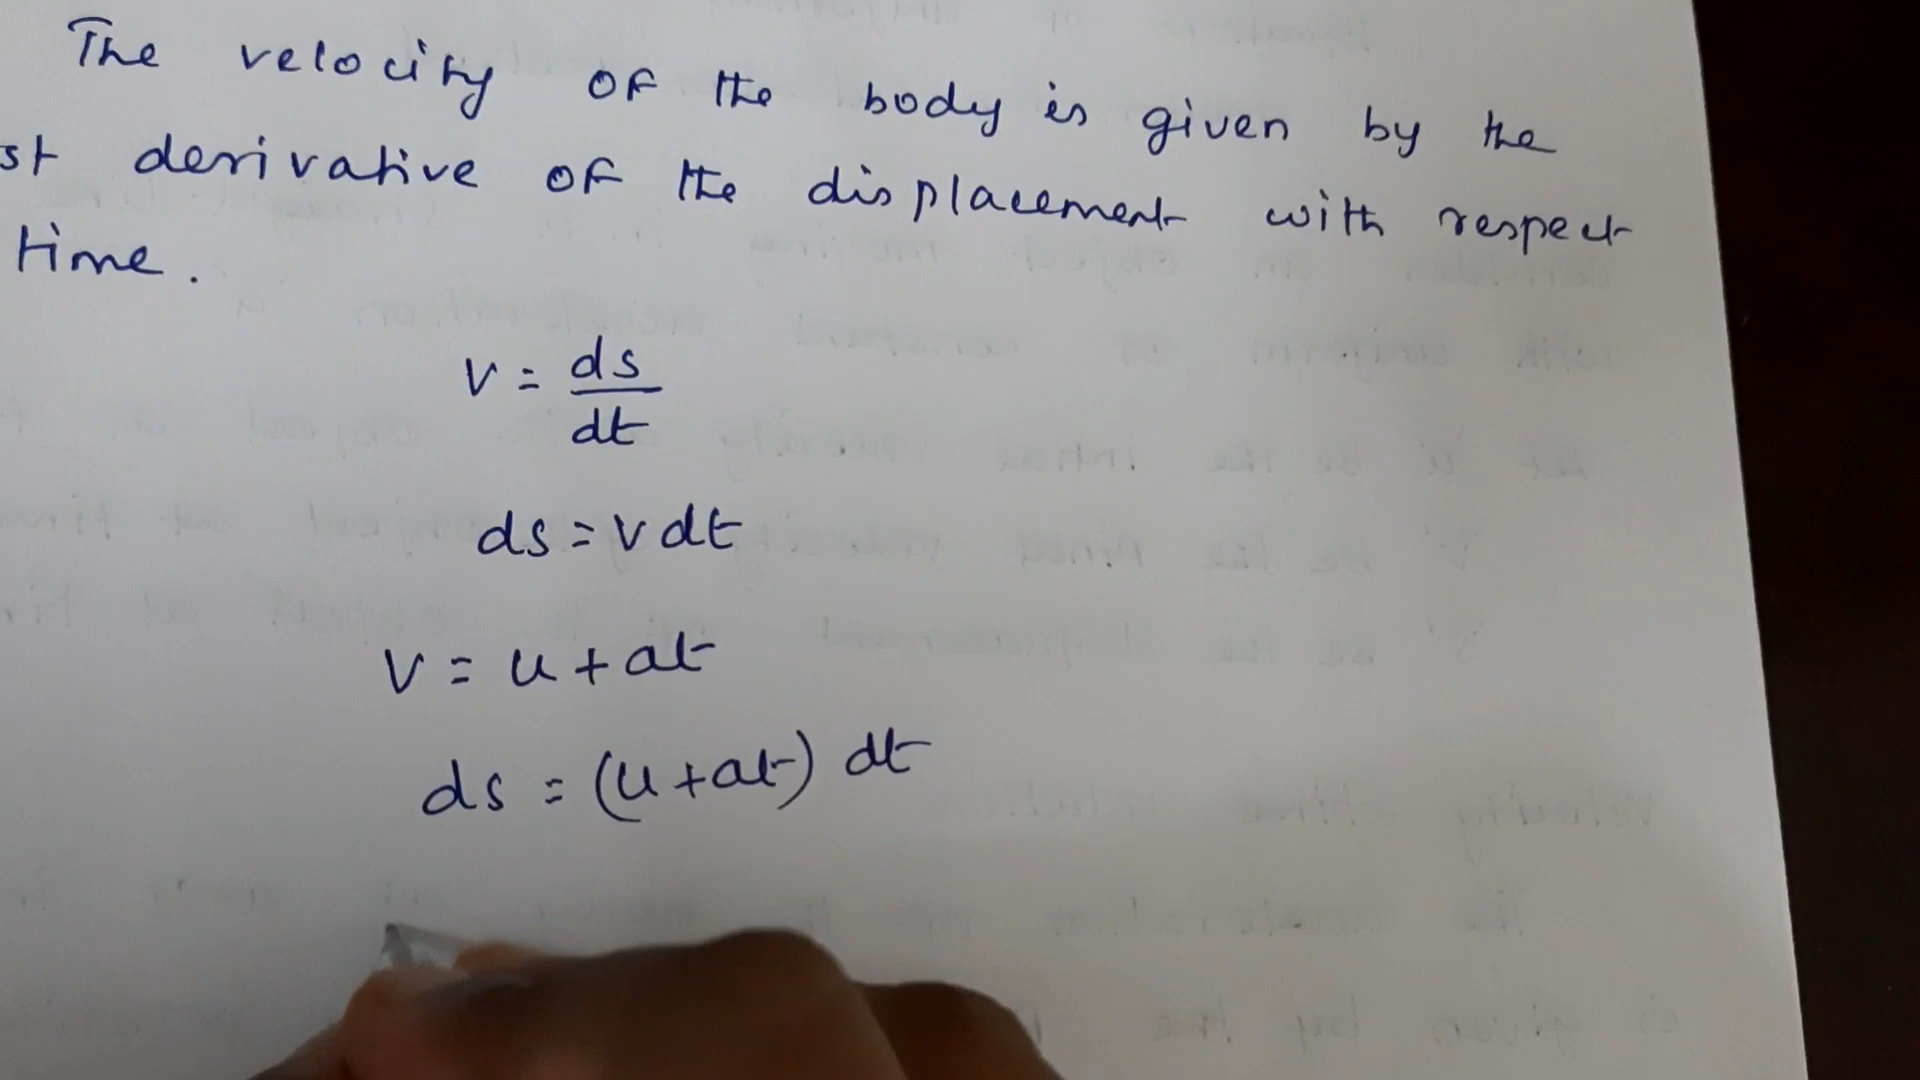 The velocity of the body is given by the
st derivative of the displacement with respect
time.
v = ds/dt
ds = v dt
v = u + at
ds = (u + at) dt